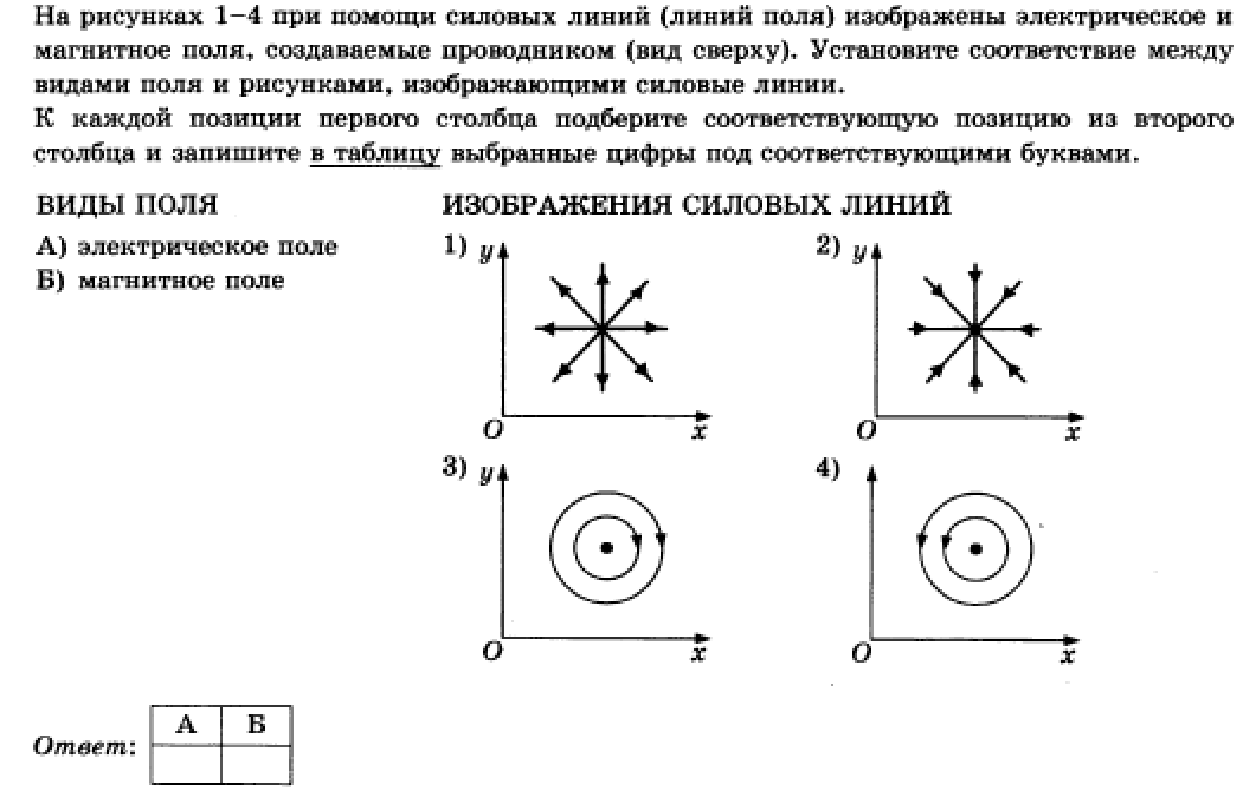 На рисунках 1−4 при помощи силовых линий (линий поля) изображены электрическое и
магнитное поля, создаваемые проводником (вид сверху). Установите соответствие между
видами поля и рисунками, изображающими силовые линии.
К каждой позиции первого столбца подберите соответствующую позицию из второго
столбца и запишите в таблицу выбранные цифры под соответствующими буквами.
ВИДЫ ПОЛЯ
ИЗОБРАЖЕНИЯ СИЛОВЫХ ЛИНИЙ
А) электрическое поле
Б) магнитное поле
1) y
O x
2) y
O x
3) y
O x
4)
O x
Ответ:
А Б